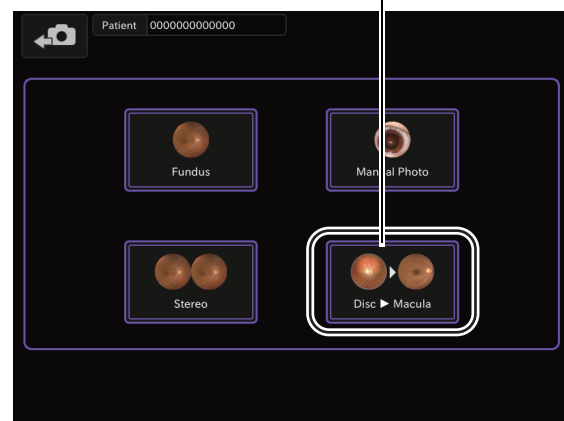 Patient 0000000000000
Fundus
Manual Photo
Stereo
Disc ▶ Macula